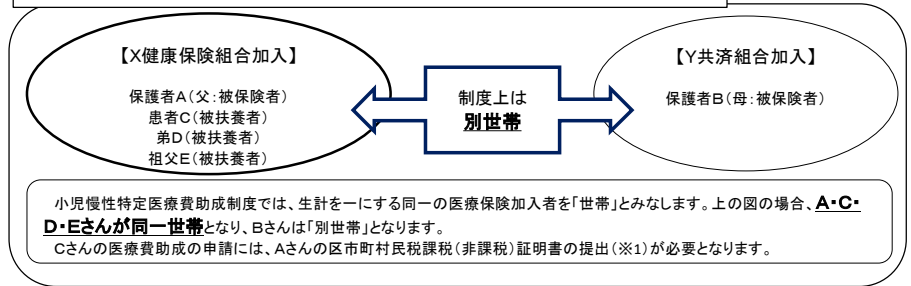 【X健康保険組合加入】
保護者A(父:被保険者)
患者C(被扶養者)
弟D(被扶養者)
祖父E(被扶養者)
制度上は
別世帯
【Y共済組合加入】
保護者B(母:被保険者)
小児慢性特定医療費助成制度では、生計を一にする同一の医療保険加入者を「世帯」とみなします。上の図の場合、A・C・
D・Eさんが同一世帯となり、Bさんは「別世帯」となります。
Cさんの医療費助成の申請には、Aさんの区市町村民税課税(非課税)証明書の提出(※1)が必要となります。